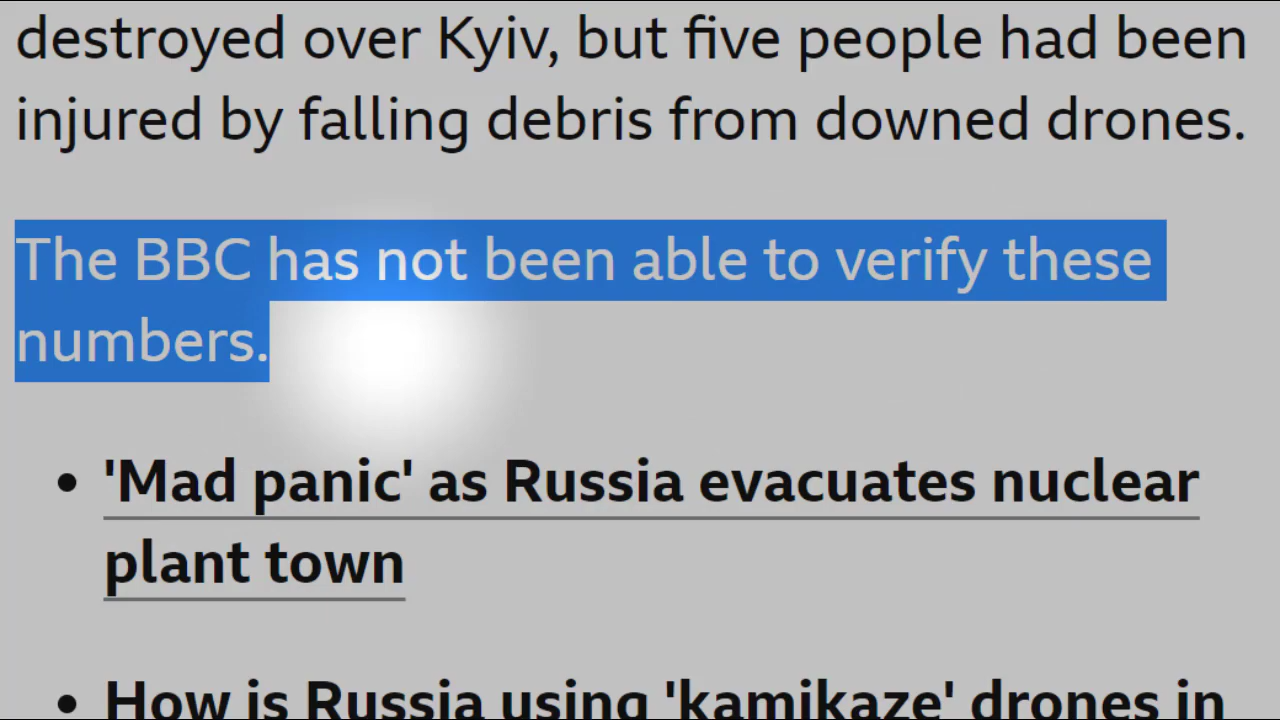 destroyed over Kyiv, but five people had been
injured by falling debris from downed drones.
The BBC has not been able to verify these
numbers.
'Mad panic' as Russia evacuates nuclear
plant town
How is Russia using 'kamikaze' drones in